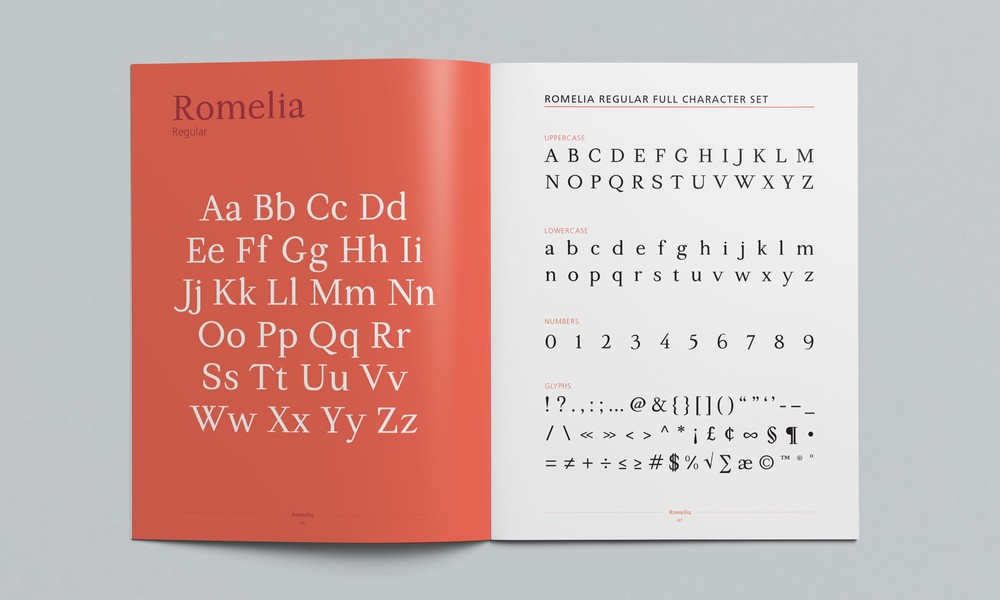 Romelia
Regular
Aa Bb Cc Dd
Ee Ff Gg Hh Ii
Jj Kk Ll Mm Nn
Oo Pp Qq Rr
Ss Tt Uu Vv
Ww Xx Yy Zz
Romelia
ROMELIA REGULAR FULL CHARACTER SET
UPPERCASE
A B C D E F G H I J K L M
N O P Q R S T U V W X Y Z
LOWERCASE
a b c d e f g h i j k l m
n o p q r s t u v w x y z
NUMBERS
0 1 2 3 4 5 6 7 8 9
GLYPHS
! ? . , : ; … @ & { } [ ] ( ) “ ” ‘ ’ - – _
/ \ « » < > ^ * ¡ £ ¢ ∞ § ¶ •
= ≠ + ÷ ≤ ≥ # $ % √ ∑ æ © ™ ® °
Romelia
07